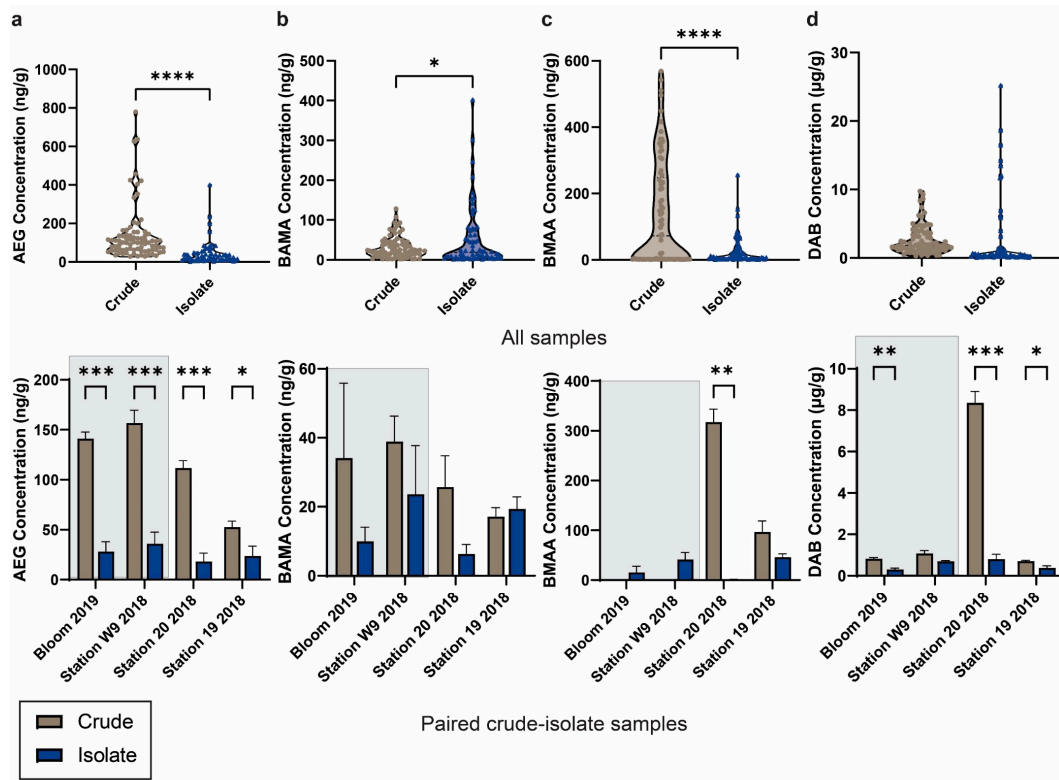 a
b
c
d
AEG Concentration (ng/g)
1000
800
600
400
200
0
****
Crude
Isolate
BAMA Concentration (ng/g)
500
400
300
200
100
0
*
Crude
Isolate
BMAA Concentration (ng/g)
600
400
200
0
****
Crude
Isolate
DAB Concentration (µg/g)
30
20
10
0
Crude
Isolate
All samples
AEG Concentration (ng/g)
200
150
100
50
0
***
***
***
*
Bloom 2019
Station W9 2018
Station 20 2018
Station 19 2018
BAMA Concentration (ng/g)
60
40
20
0
Bloom 2019
Station W9 2018
Station 20 2018
Station 19 2018
BMAA Concentration (ng/g)
400
300
200
100
0
**
Bloom 2019
Station W9 2018
Station 20 2018
Station 19 2018
DAB Concentration (µg/g)
10
8
6
4
2
0
**
***
*
Bloom 2019
Station W9 2018
Station 20 2018
Station 19 2018
Crude
Isolate
Paired crude-isolate samples